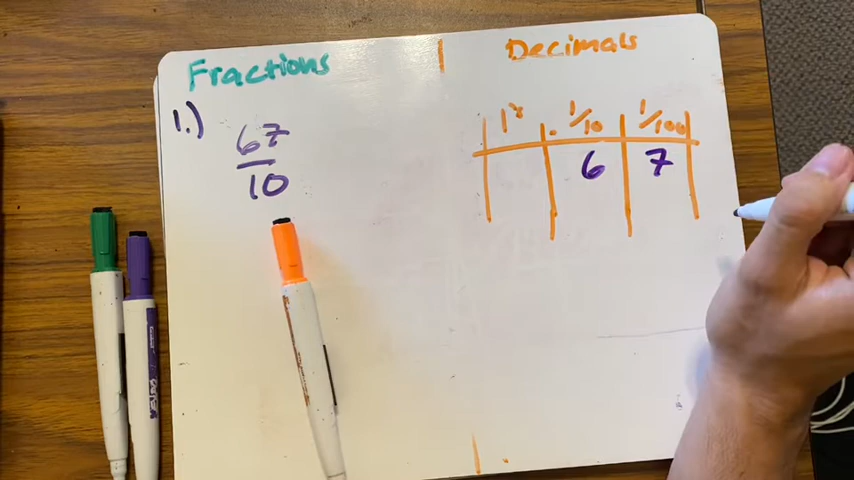 Fractions
Decimals
1.)
67
10
1's . 1/10 1/100
6 7